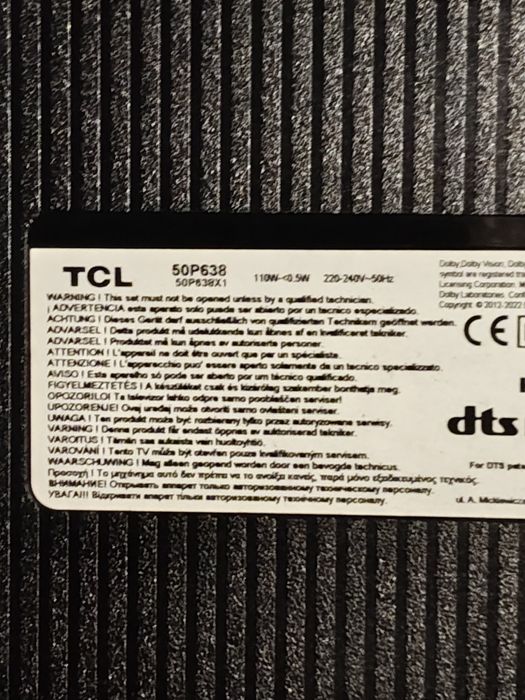 TCL
50P638
50P638X1
110W~<0.5W
220-240V~50Hz
WARNING ! This set must not be opened unless by a qualified technician.
¡ ADVERTENCIA esta aparato solo puede ser abierto por un tecnico especializado.
ACHTUNG ! Dieses Gerät darf ausschließlich von qualifizierten Technikern geöffnet werden.
ADVARSEL ! Dette produkt må udelukkende kun åbnes af en kvalificeret tekniker.
ADVARSEL ! Produktet må kun åpnes av autoriserte personer.
ATTENTION ! L'appareil ne doit être ouvert que par un spécialiste.
ATTENZIONE ! L'apparecchio puo' essere aperto solamente da un tecnico specializzato.
AVISO ! Esta aparelho só pode ser aberto por um técnico qualificado.
FIGYELMEZTETÉS ! A készüléket csak és kizárólag szakember bonthatja meg.
OPOZORILO! Ta televizor lahko odpre samo pooblaščen serviser!
UPOZORENJE! Ovaj uređaj može otvoriti samo ovlašteni serviser.
UWAGA ! Ten produkt może być rozbierany tylko przez autoryzowane serwisy.
VARNING ! Denna produkt får endast öppnas av auktoriserad tekniker.
VAROITUS ! Tämän saa aukaista vain huoltoyhtiö.
VAROVÁNÍ ! Tento TV může být otevřen pouze kvalifikovaným servisem.
WAARSCHUWING ! Mag alleen geopend worden door een bevoegde technicus.
Προσοχή ! Το μηχάνημα αυτό δεν πρέπει να το ανοίξει κανείς, παρά μόνο εξειδικευμένος τεχνικός.
ВНИМАНИЕ! Открывать аппарат только авторизованному техническому персоналу.
УВАГА!!! Відкривати апарат тільки авторизованному технічному персоналу.
Dolby,Dolby Vision, Dolb
symbol are registered tra
Licensing Corporation. M
Dolby Laboratories. Conf
Copyright © 2012-2022
CE
dts
For DTS pate
ul. A. Mickiewicz